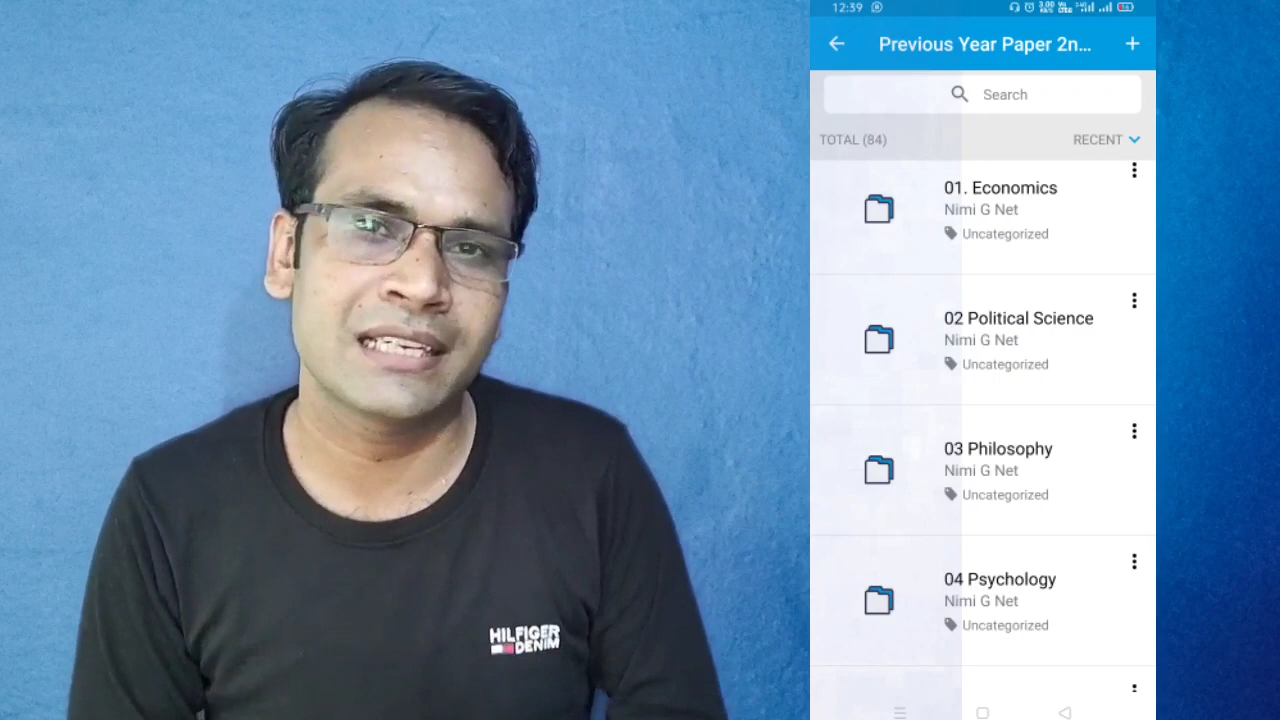 12:39
Previous Year Paper 2n...
Search
TOTAL (84)
RECENT
01. Economics
Nimi G Net
Uncategorized
02 Political Science
Nimi G Net
Uncategorized
03 Philosophy
Nimi G Net
Uncategorized
04 Psychology
Nimi G Net
Uncategorized
HILFIGER
DENIM